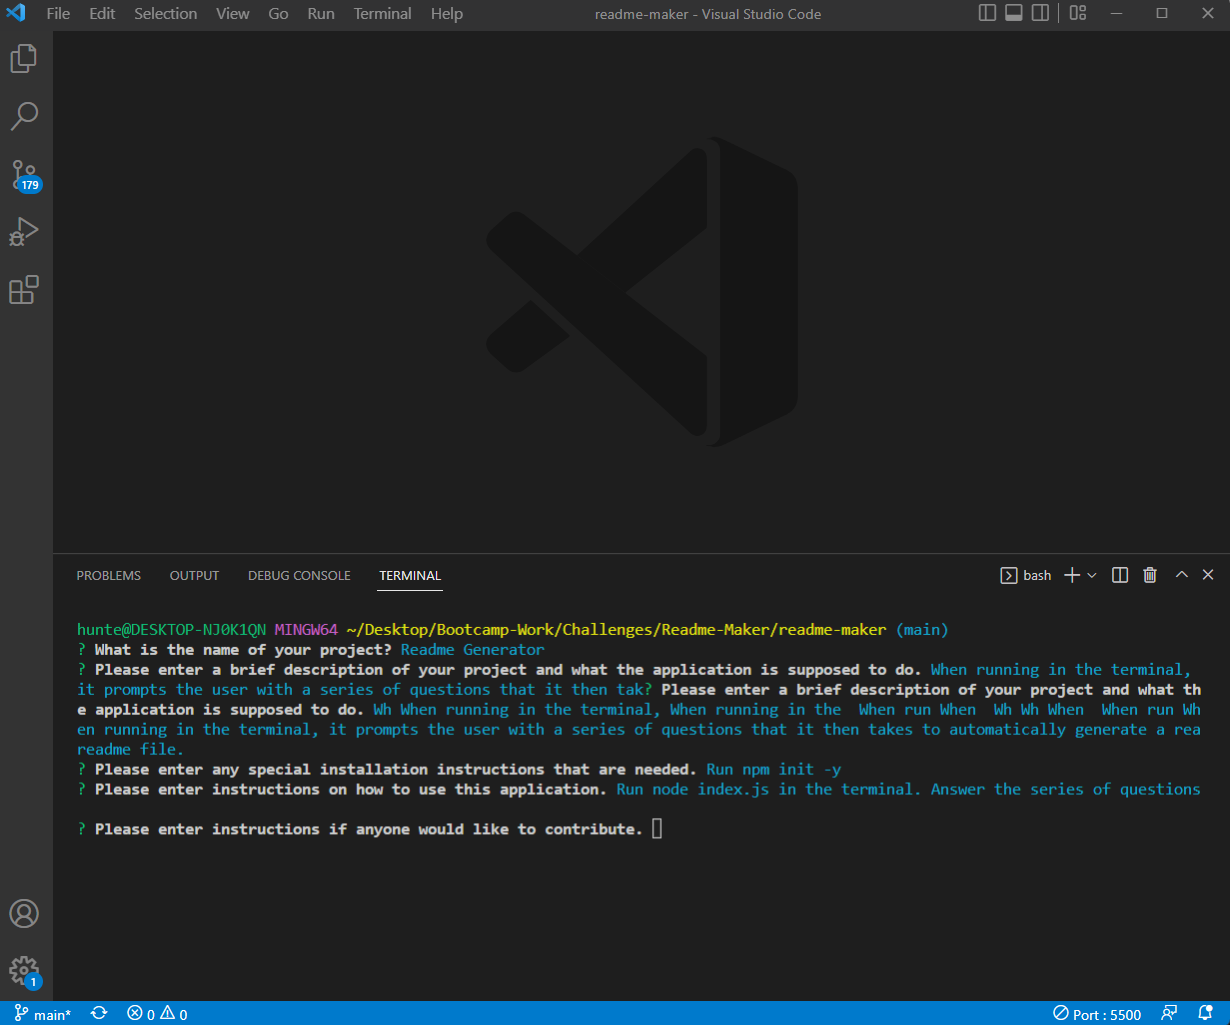 File Edit Selection View Go Run Terminal Help readme-maker - Visual Studio Code
179
PROBLEMS OUTPUT DEBUG CONSOLE TERMINAL bash
hunte@DESKTOP-NJ0K1QN MINGW64 ~/Desktop/Bootcamp-Work/Challenges/Readme-Maker/readme-maker (main)
? What is the name of your project? Readme Generator
? Please enter a brief description of your project and what the application is supposed to do. When running in the terminal,
it prompts the user with a series of questions that it then tak? Please enter a brief description of your project and what th
e application is supposed to do. Wh When running in the terminal, When running in the  When run When  Wh Wh When  When run Wh
en running in the terminal, it prompts the user with a series of questions that it then takes to automatically generate a rea
readme file.
? Please enter any special installation instructions that are needed. Run npm init -y
? Please enter instructions on how to use this application. Run node index.js in the terminal. Answer the series of questions
? Please enter instructions if anyone would like to contribute.
1
main* 0 0 Port : 5500